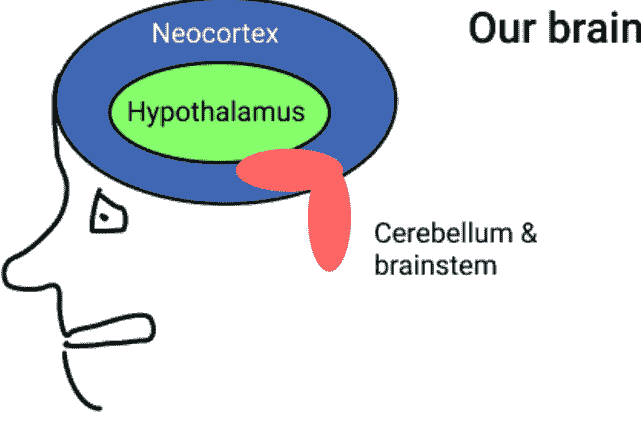 Our brain
Neocortex
Hypothalamus
Cerebellum &
brainstem